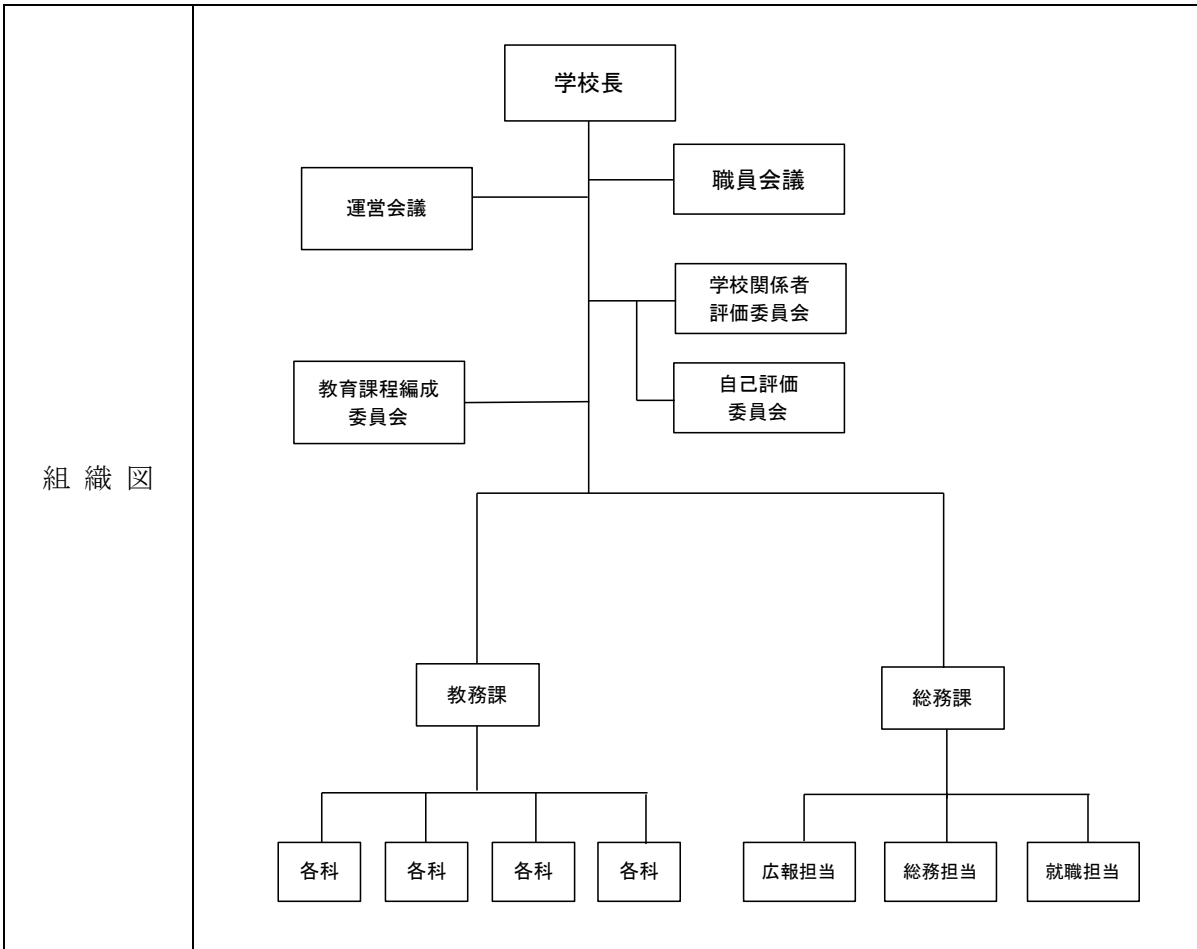 組織図
学校長
職員会議
運営会議
学校関係者
評価委員会
教育課程編成
委員会
自己評価
委員会
教務課
総務課
各科
各科
各科
各科
広報担当
総務担当
就職担当